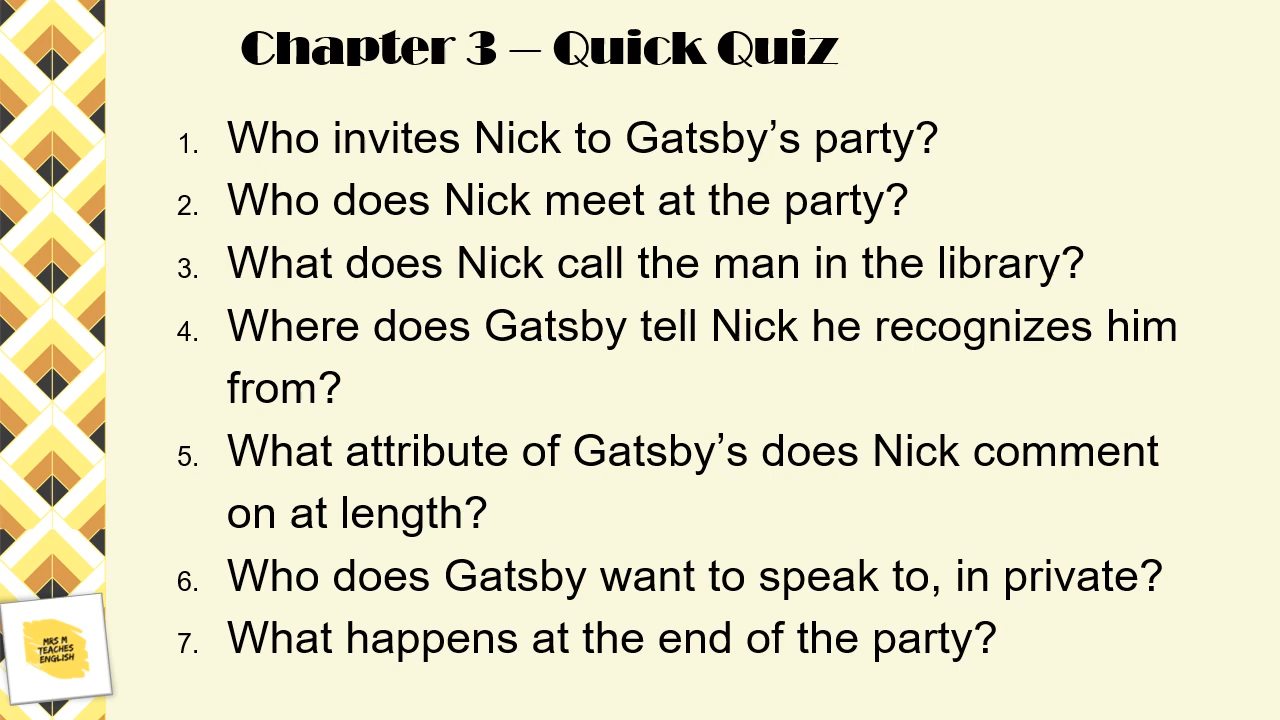 Chapter 3 – Quick Quiz
1. Who invites Nick to Gatsby’s party?
2. Who does Nick meet at the party?
3. What does Nick call the man in the library?
4. Where does Gatsby tell Nick he recognizes him
from?
5. What attribute of Gatsby’s does Nick comment
on at length?
6. Who does Gatsby want to speak to, in private?
7. What happens at the end of the party?
MRS M
TEACHES
ENGLISH